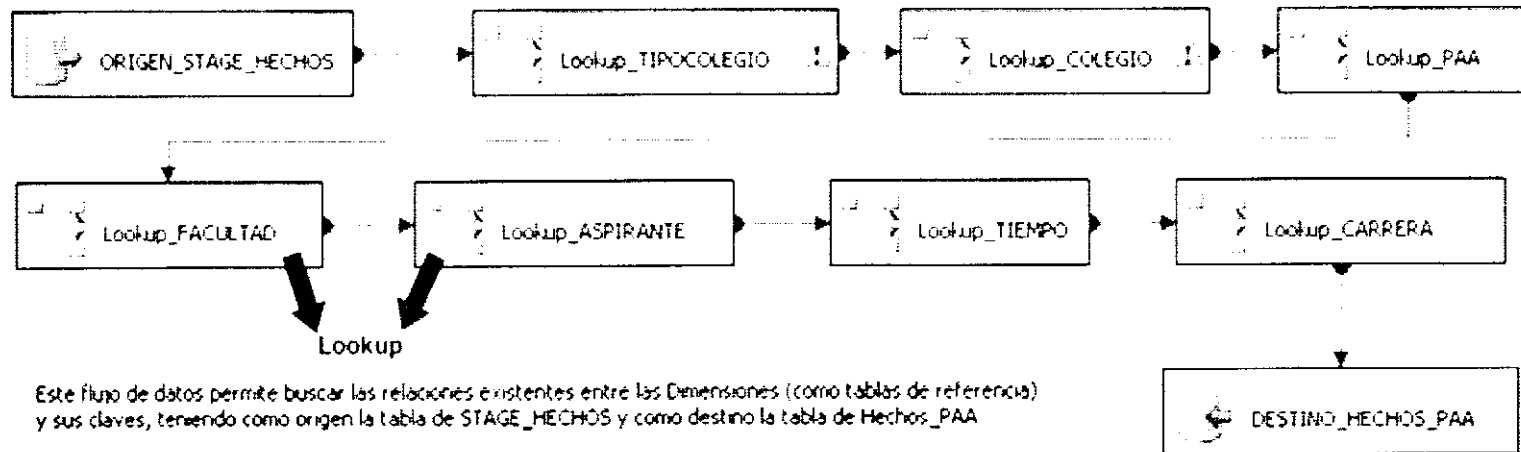 ORIGEN_STAGE_HECHOS
Lookup_TIPOCOLEGIO
Lookup_COLEGIO
Lookup_PAA
Lookup_FACULTAD
Lookup_ASPIRANTE
Lookup_TIEMPO
Lookup_CARRERA
Lookup
Este flujo de datos permite buscar las relaciones existentes entre las Dimensiones (como tablas de referencia)
y sus claves, teniendo como origen la tabla de STAGE_HECHOS y como destino la tabla de Hechos_PAA
DESTINO_HECHOS_PAA